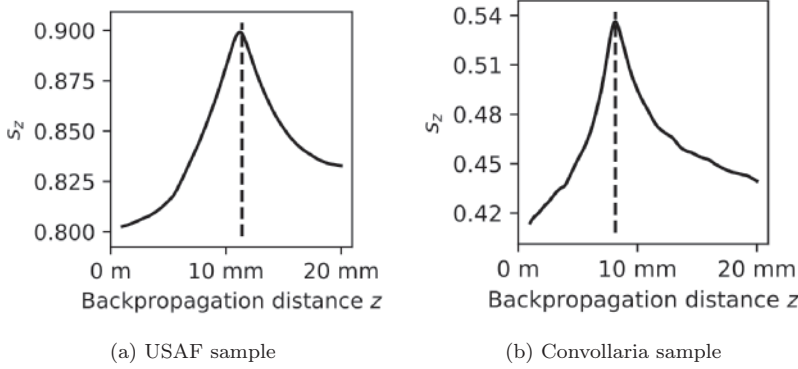 0.900
0.875
0.850
0.825
0.800
s_z
0 m 10 mm 20 mm
Backpropagation distance z
(a) USAF sample
0.54
0.51
0.48
0.45
0.42
s_z
0 m 10 mm 20 mm
Backpropagation distance z
(b) Convollaria sample